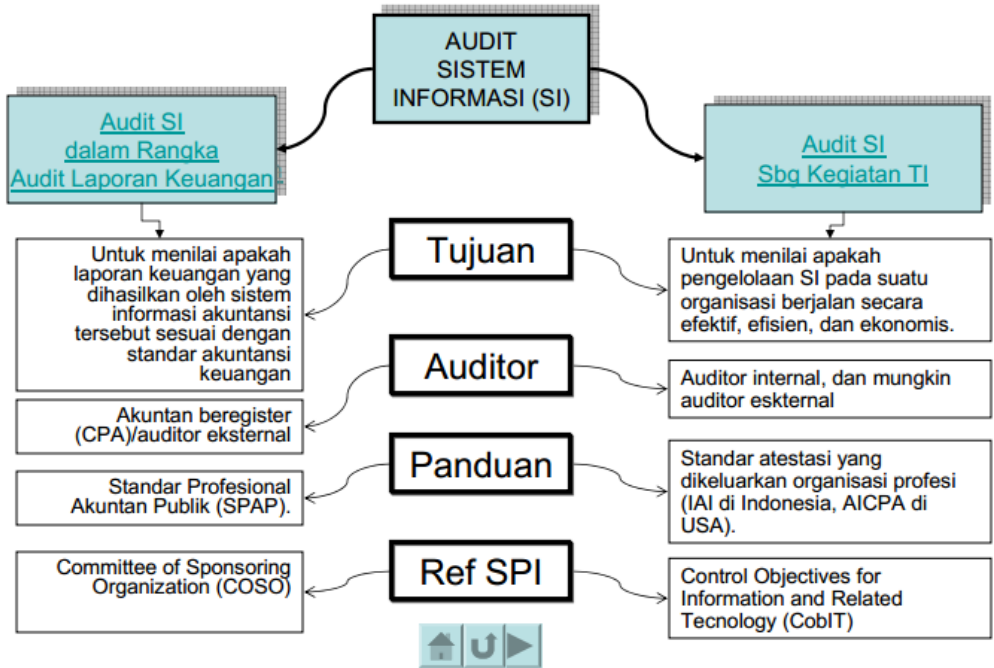 AUDIT
SISTEM
INFORMASI (SI)
Audit SI
dalam Rangka
Audit Laporan Keuangan
Audit SI
Sbg Kegiatan TI
Tujuan
Untuk menilai apakah
laporan keuangan yang
dihasilkan oleh sistem
informasi akuntansi
tersebut sesuai dengan
standar akuntansi
keuangan
Untuk menilai apakah
pengelolaan SI pada suatu
organisasi berjalan secara
efektif, efisien, dan ekonomis.
Auditor
Akuntan beregister
(CPA)/auditor eksternal
Auditor internal, dan mungkin
auditor eskternal
Panduan
Standar Profesional
Akuntan Publik (SPAP).
Standar atestasi yang
dikeluarkan organisasi profesi
(IAI di Indonesia, AICPA di
USA).
Ref SPI
Committee of Sponsoring
Organization (COSO)
Control Objectives for
Information and Related
Tecnology (CobIT)